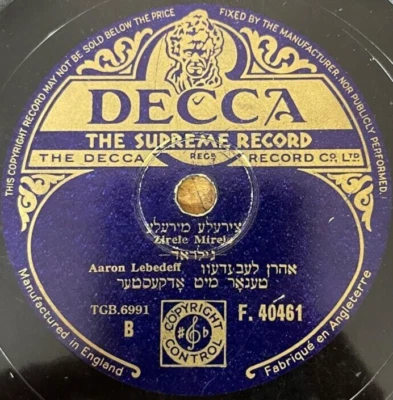 THIS COPYRIGHT RECORD MAY NOT BE SOLD BELOW THE PRICE FIXED BY THE MANUFACTURER, NOR PUBLICLY PERFORMED.
DECCA
THE SUPREME RECORD
THE DECCA REGD RECORD CO. LTD
צירעלע מירעלע
Zirele Mirele
Aaron Lebedeff אהרן לעבעדעוו
טענאר מיט ארקעסטער
TGB.6991 F. 40461
B
COPYRIGHT
CONTROL
Manufactured in England
Fabriqué en Angleterre